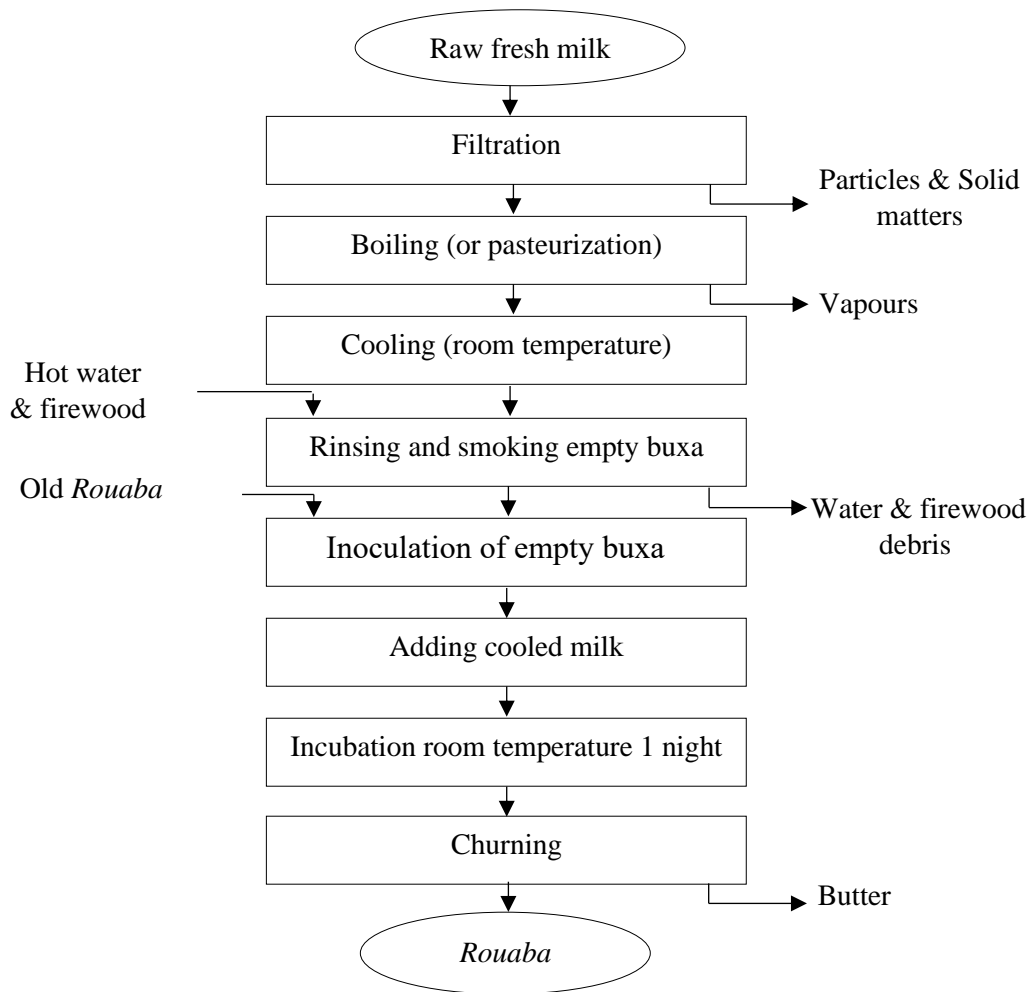 Raw fresh milk
Filtration
Particles & Solid
matters
Boiling (or pasteurization)
Vapours
Cooling (room temperature)
Hot water
& firewood
Rinsing and smoking empty buxa
Old Rouaba
Water & firewood
debris
Inoculation of empty buxa
Adding cooled milk
Incubation room temperature 1 night
Churning
Butter
Rouaba